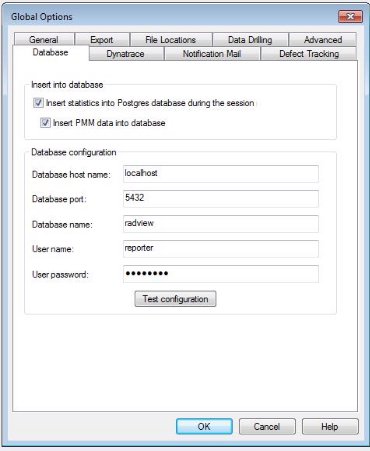 Global Options
General Export File Locations Data Drilling Advanced
Database Dynatrace Notification Mail Defect Tracking
Insert into database
Insert statistics into Postgres database during the session
Insert PMM data into database
Database configuration
Database host name: localhost
Database port: 5432
Database name: radview
User name: reporter
User password: ●●●●●●●●
Test configuration
OK Cancel Help